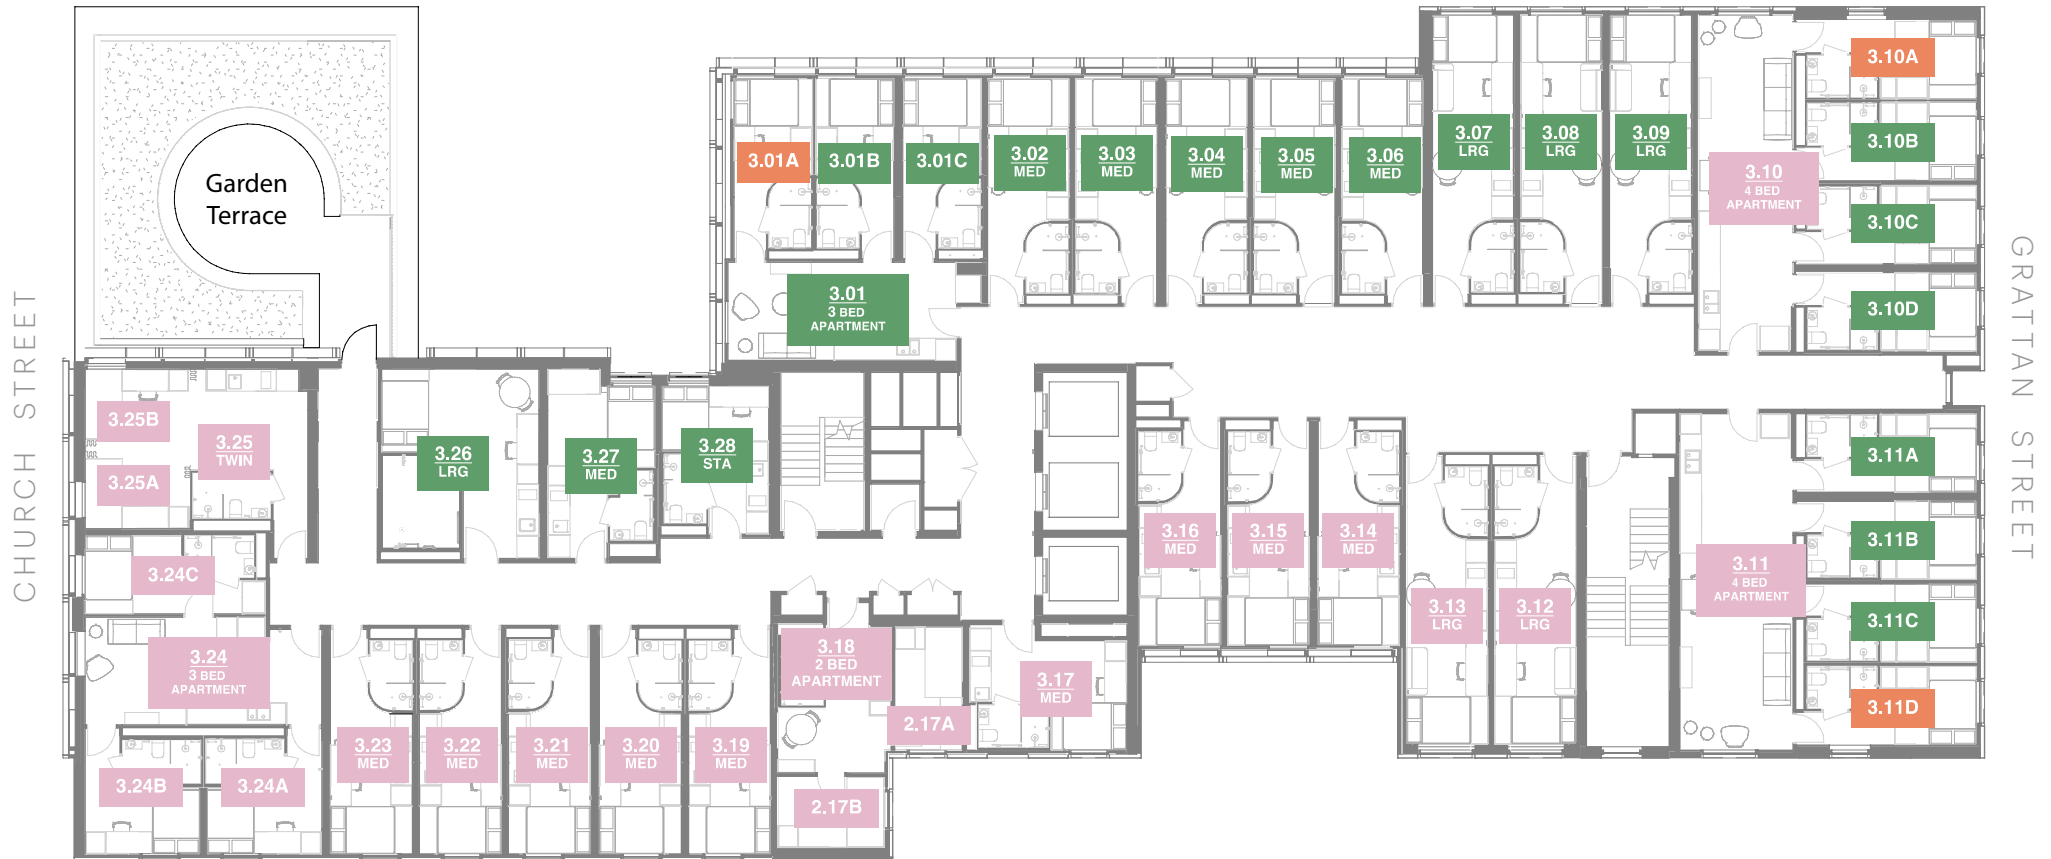 Garden
Terrace
CHURCH STREET
GRATTAN STREET
3.01A
3.01B
3.01C
3.02
MED
3.03
MED
3.04
MED
3.05
MED
3.06
MED
3.07
LRG
3.08
LRG
3.09
LRG
3.10
4 BED
APARTMENT
3.10A
3.10B
3.10C
3.10D
3.01
3 BED
APARTMENT
3.25B
3.25A
3.25
TWIN
3.26
LRG
3.27
MED
3.28
STA
3.16
MED
3.15
MED
3.14
MED
3.13
LRG
3.12
LRG
3.11
4 BED
APARTMENT
3.11A
3.11B
3.11C
3.11D
3.24C
3.24
3 BED
APARTMENT
3.24B
3.24A
3.23
MED
3.22
MED
3.21
MED
3.20
MED
3.19
MED
3.18
2 BED
APARTMENT
2.17A
2.17B
3.17
MED